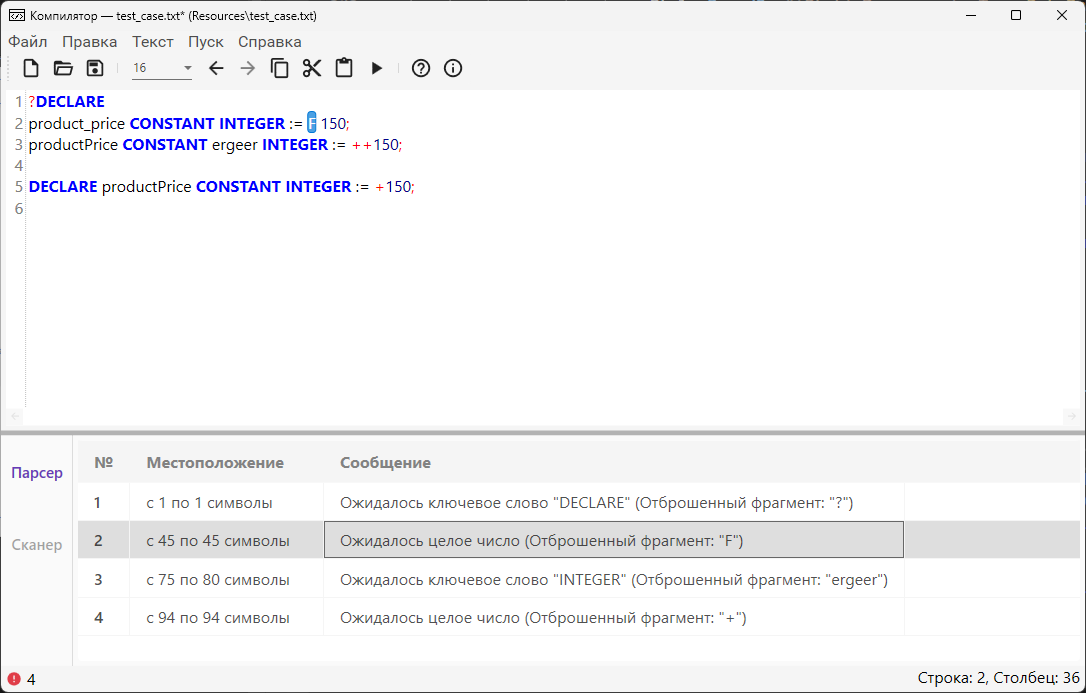 Компилятор — test_case.txt* (Resources\test_case.txt)
Файл Правка Текст Пуск Справка
16
1 ?DECLARE
2 product_price CONSTANT INTEGER := F 150;
3 productPrice CONSTANT ergeer INTEGER := ++150;
4
5 DECLARE productPrice CONSTANT INTEGER := +150;
6
Парсер
Сканер
№ Местоположение Сообщение
1 с 1 по 1 символы Ожидалось ключевое слово "DECLARE" (Отброшенный фрагмент: "?")
2 с 45 по 45 символы Ожидалось целое число (Отброшенный фрагмент: "F")
3 с 75 по 80 символы Ожидалось ключевое слово "INTEGER" (Отброшенный фрагмент: "ergeer")
4 с 94 по 94 символы Ожидалось целое число (Отброшенный фрагмент: "+")
4 Строка: 2, Столбец: 36